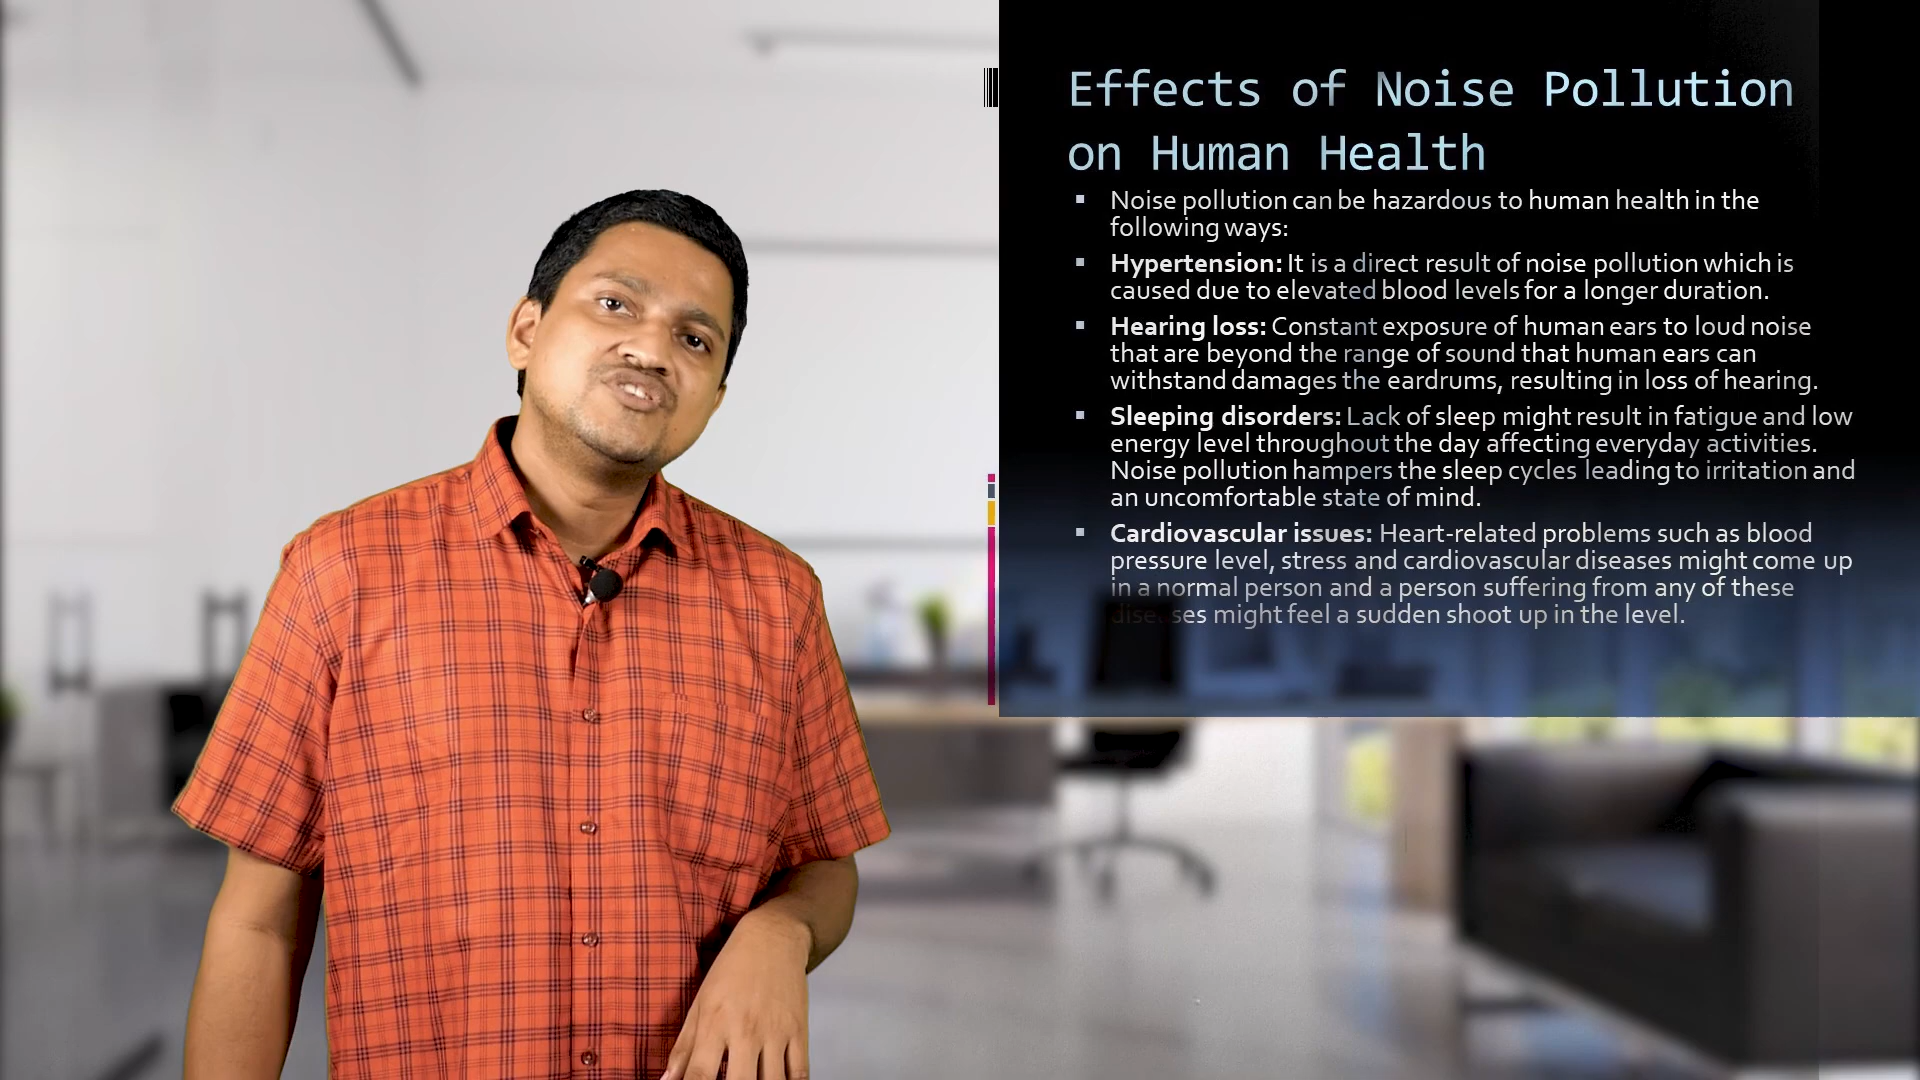 Effects of Noise Pollution
on Human Health
Noise pollution can be hazardous to human health in the
following ways:
Hypertension: It is a direct result of noise pollution which is
caused due to elevated blood levels for a longer duration.
Hearing loss: Constant exposure of human ears to loud noise
that are beyond the range of sound that human ears can
withstand damages the eardrums, resulting in loss of hearing.
Sleeping disorders: Lack of sleep might result in fatigue and low
energy level throughout the day affecting everyday activities.
Noise pollution hampers the sleep cycles leading to irritation and
an uncomfortable state of mind.
Cardiovascular issues: Heart-related problems such as blood
pressure level, stress and cardiovascular diseases might come up
in a normal person and a person suffering from any of these
diseases might feel a sudden shoot up in the level.